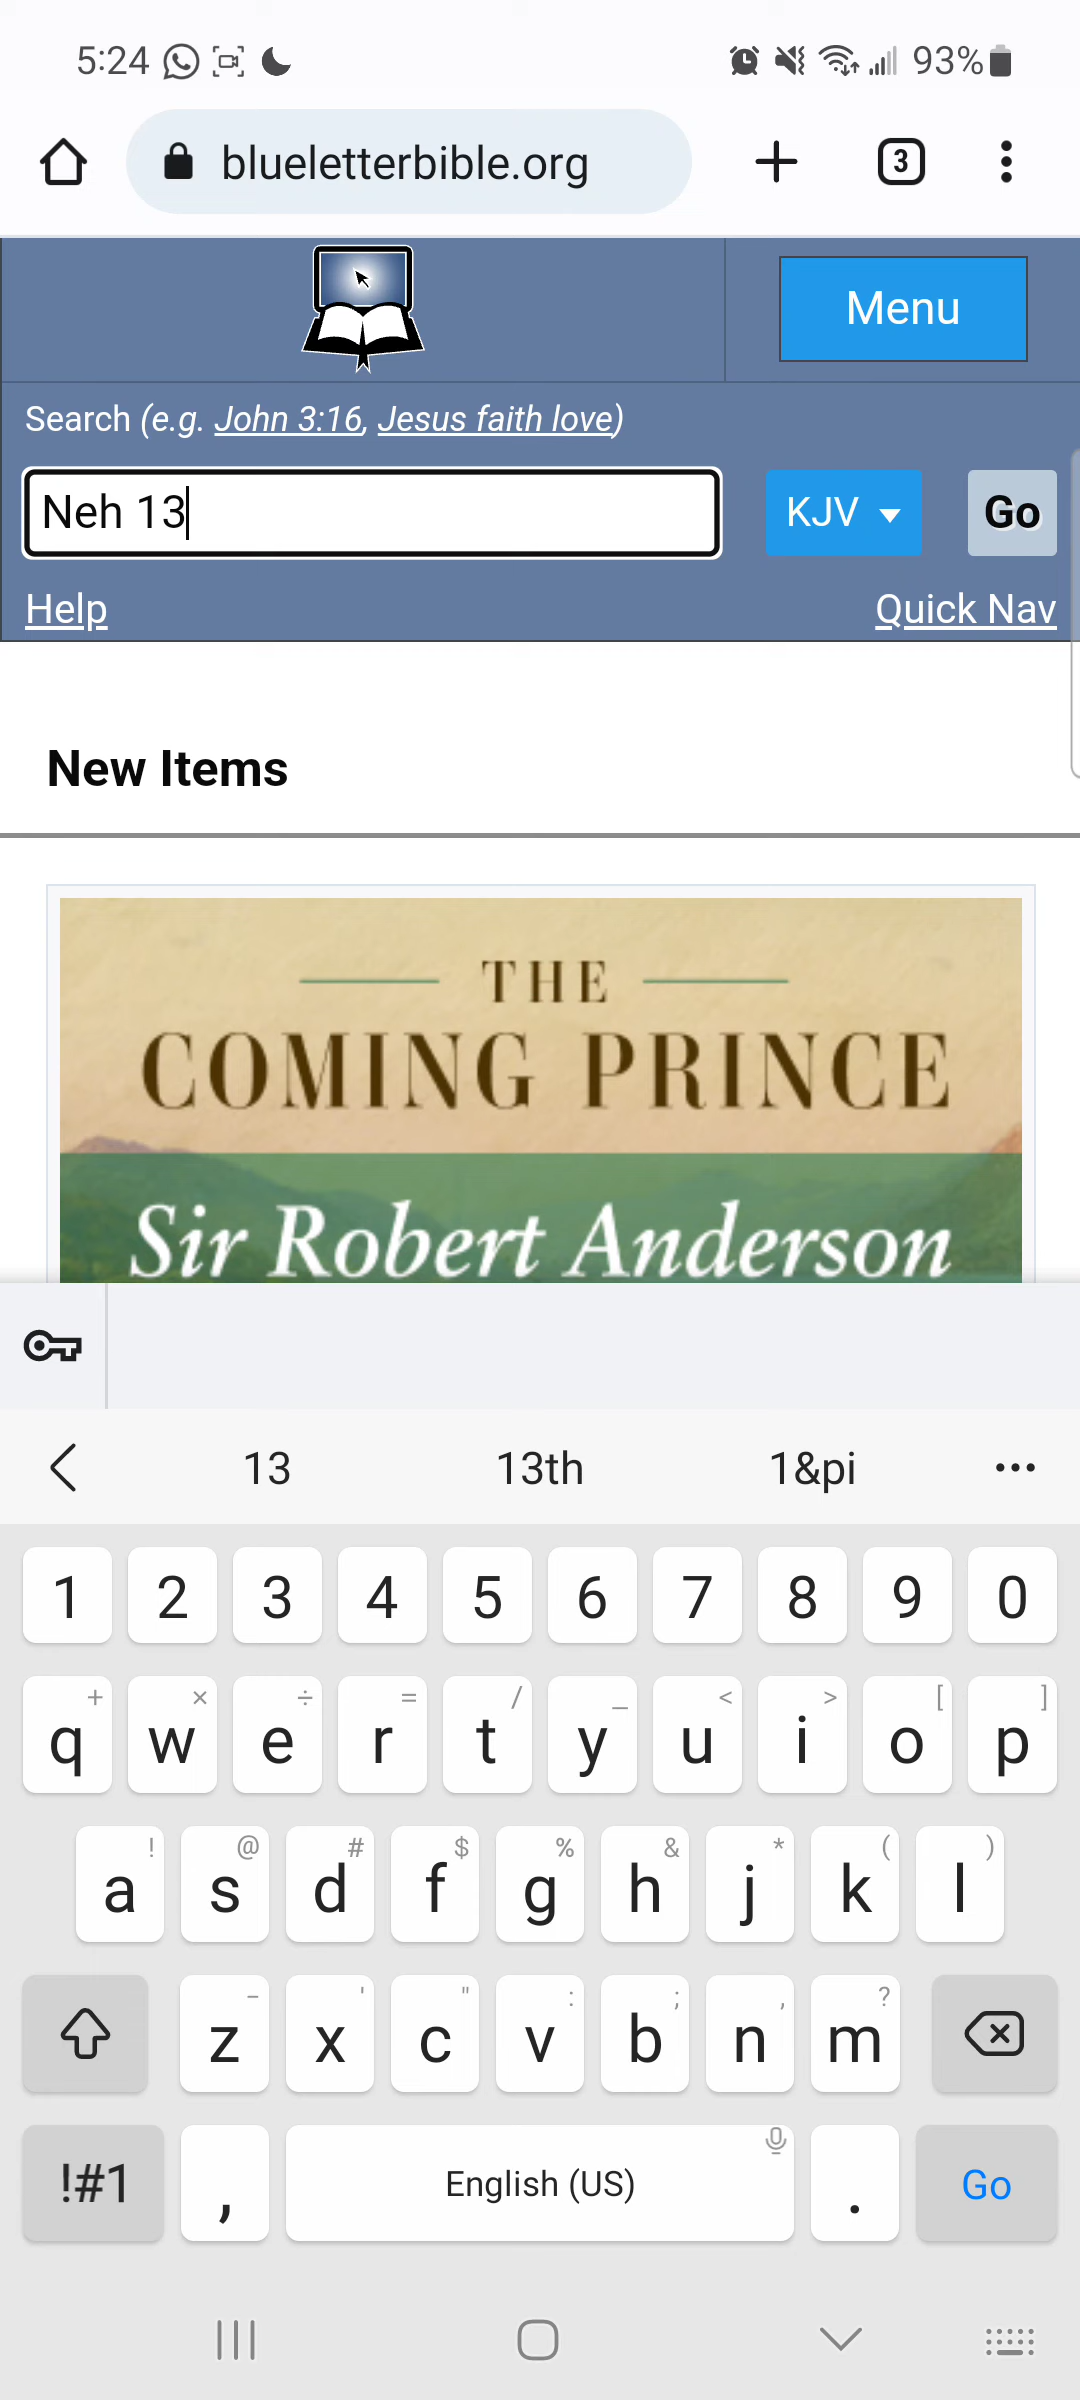 5:24 93%
blueletterbible.org 3
Menu
Search (e.g. John 3:16, Jesus faith love)
Neh 13 KJV Go
Help Quick Nav
New Items
THE
COMING PRINCE
Sir Robert Anderson
13 13th 1&pi
1 2 3 4 5 6 7 8 9 0
+ × ÷ = / _ < > [ ]
q w e r t y u i o p
! @ # $ % & * ( )
a s d f g h j k l
- ' " : ; , ?
z x c v b n m
!#1 , English (US) . Go